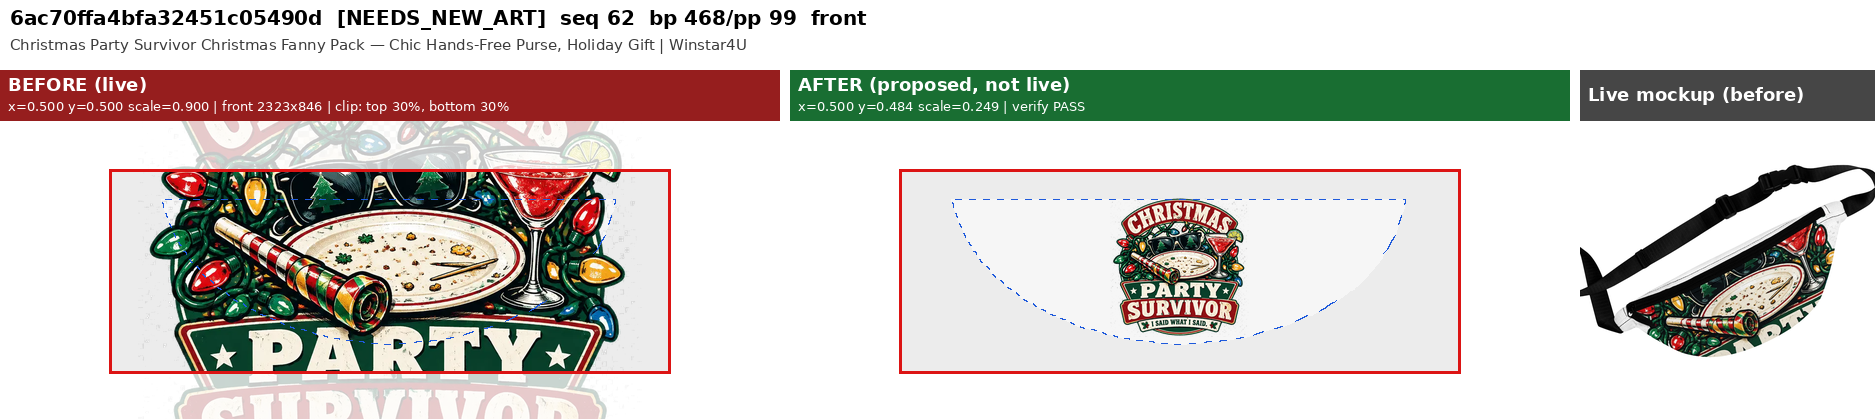 6ac70ffa4bfa32451c05490d [NEEDS_NEW_ART] seq 62 bp 468/pp 99 front
Christmas Party Survivor Christmas Fanny Pack — Chic Hands-Free Purse, Holiday Gift | Winstar4U
BEFORE (live)
x=0.500 y=0.500 scale=0.900 | front 2323x846 | clip: top 30%, bottom 30%
PARTY
SURVIVOR
AFTER (proposed, not live)
x=0.500 y=0.484 scale=0.249 | verify PASS
CHRISTMAS
PARTY
SURVIVOR
I SAID WHAT I SAID.
Live mockup (before)